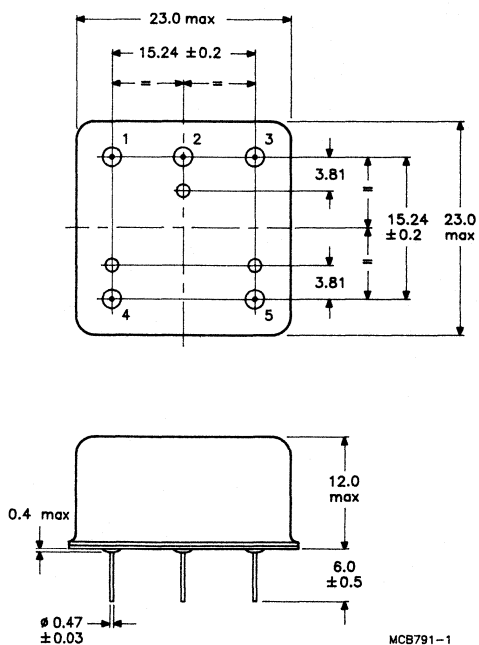 23.0 max
15.24 ±0.2
= =
1 2 3
3.81
=
15.24
±0.2
23.0
max
=
3.81
4 5
12.0
max
0.4 max
6.0
±0.5
ø 0.47
±0.03
MCB791-1